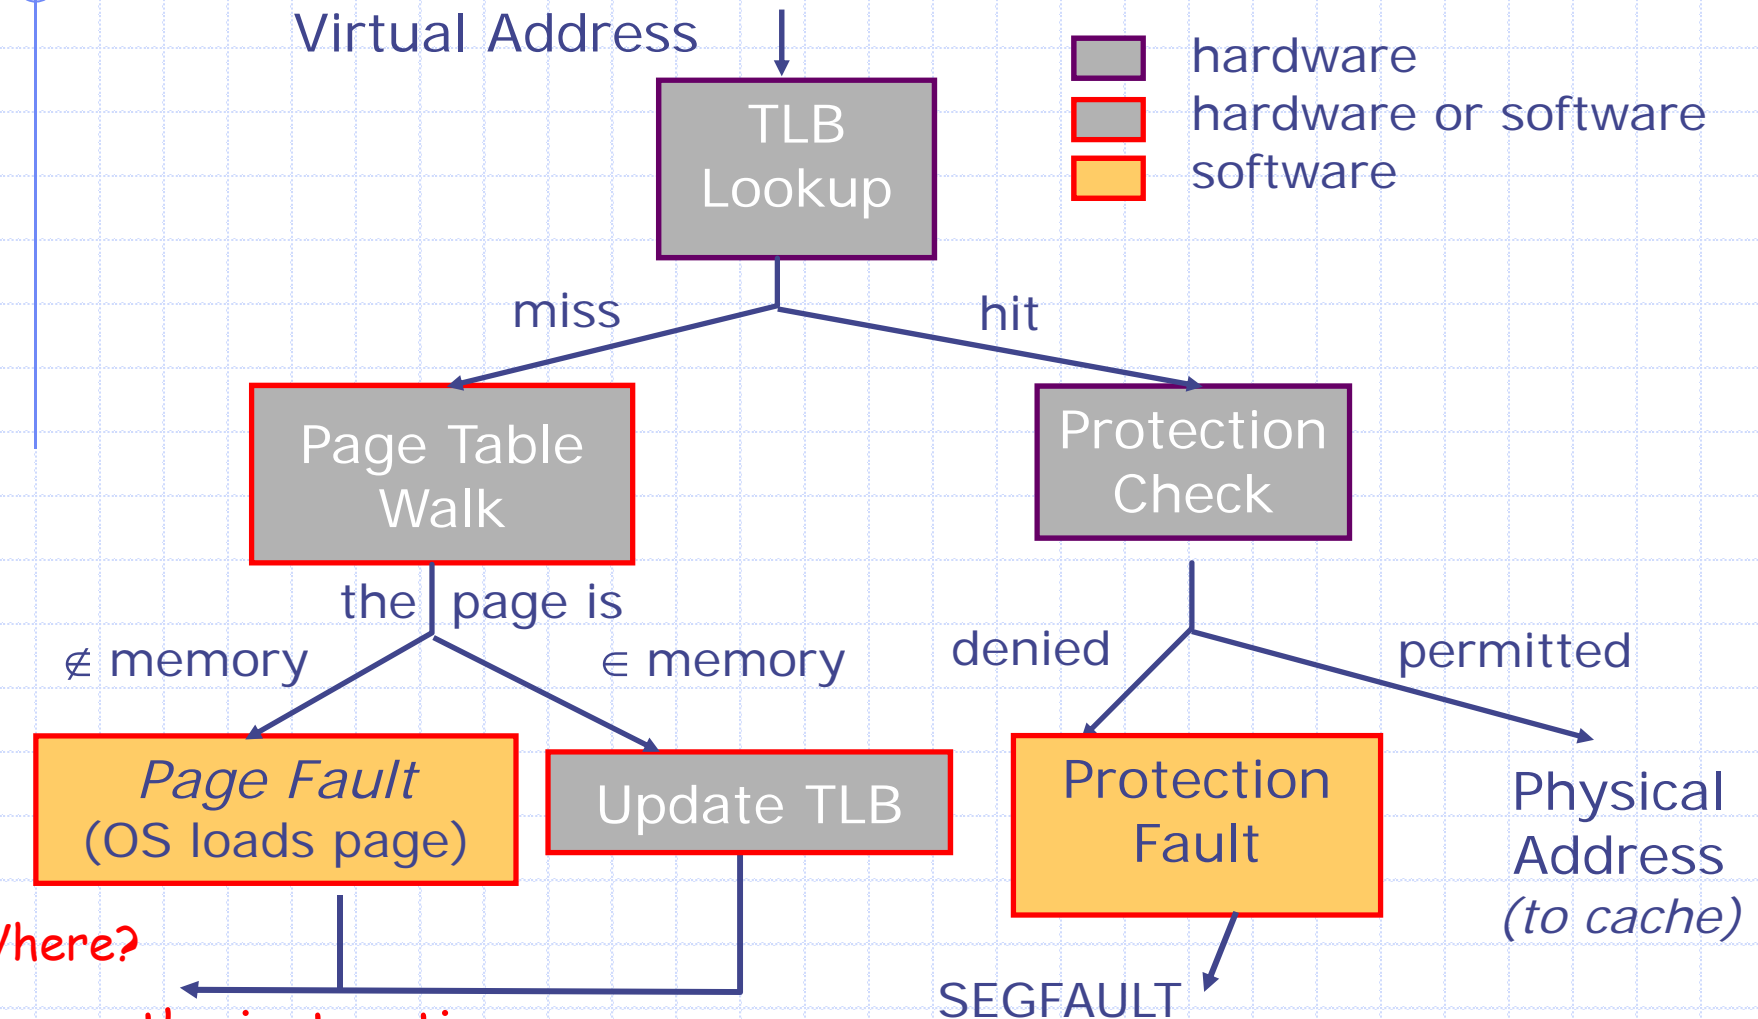 Virtual Address
hardware
hardware or software
software
TLB
Lookup
miss
hit
Page Table
Walk
Protection
Check
the page is
∉ memory
∈ memory
denied
permitted
Page Fault
(OS loads page)
Update TLB
Protection
Fault
Physical
Address
(to cache)
Where?
SEGFAULT